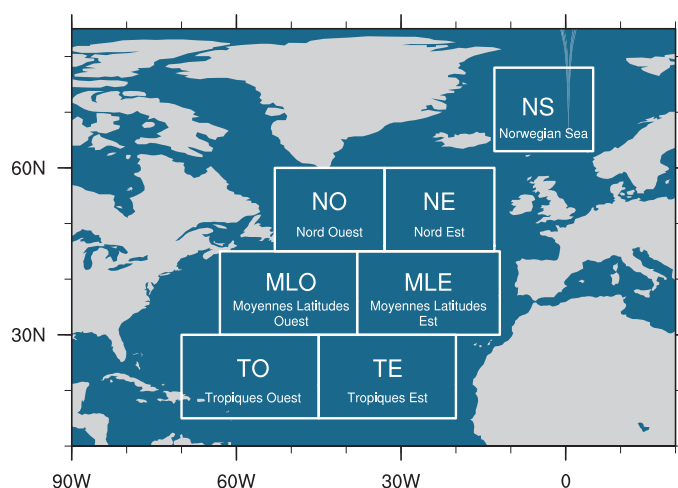 NS
Norwegian Sea
60N
NO
NE
Nord Ouest
Nord Est
MLO
MLE
Moyennes Latitudes
Ouest
Moyennes Latitudes
Est
30N
TO
TE
Tropiques Ouest
Tropiques Est
90W
60W
30W
0